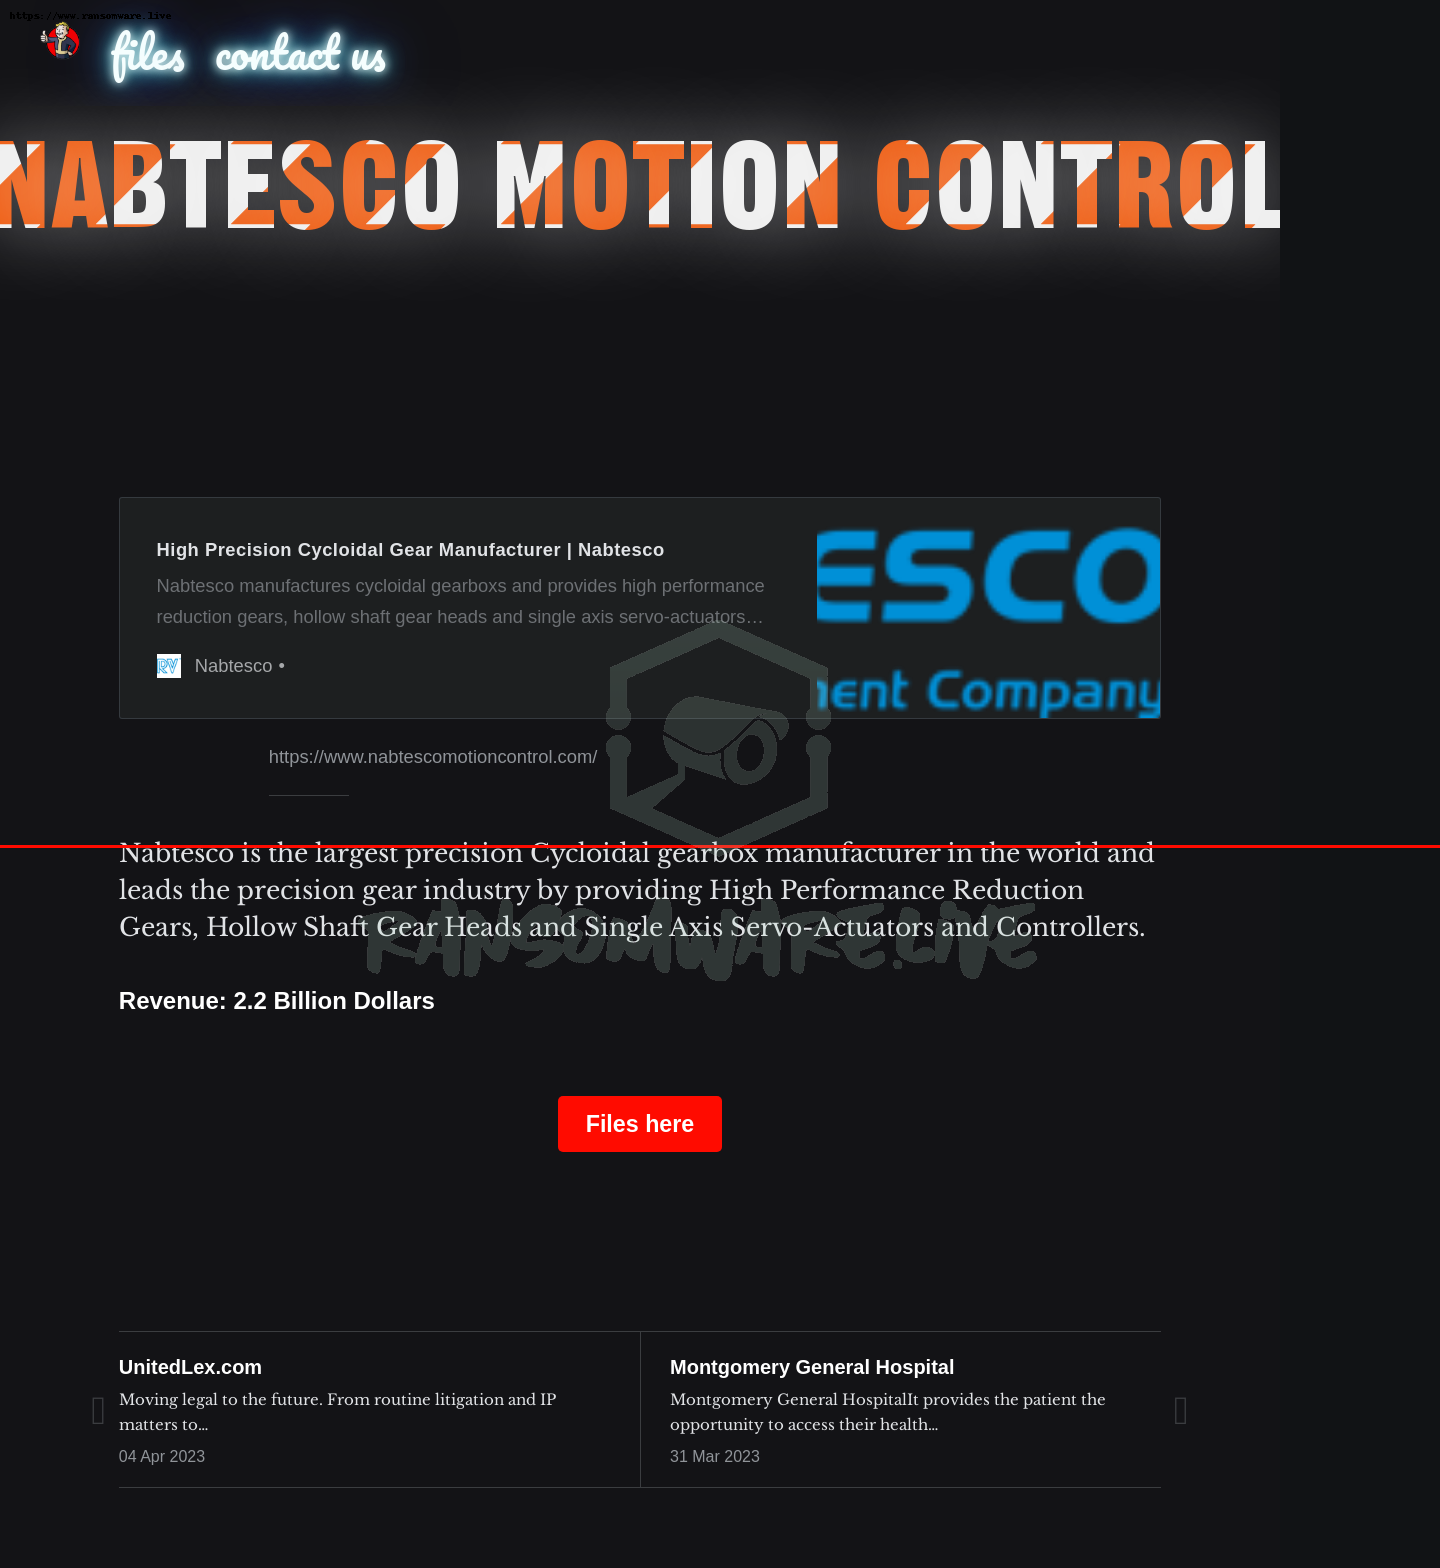 https://www.ransomware.live
files contact us
NABTESCO MOTION CONTROL
High Precision Cycloidal Gear Manufacturer | Nabtesco
Nabtesco manufactures cycloidal gearboxs and provides high performance
reduction gears, hollow shaft gear heads and single axis servo-actuators…
RV
Nabtesco •
ESCO
ment Company
https://www.nabtescomotioncontrol.com/
Nabtesco is the largest precision Cycloidal gearbox manufacturer in the world and
leads the precision gear industry by providing High Performance Reduction
Gears, Hollow Shaft Gear Heads and Single Axis Servo-Actuators and Controllers.
RANSOMWARE.LIVE
Revenue: 2.2 Billion Dollars
Files here
UnitedLex.com
Moving legal to the future. From routine litigation and IP
matters to…
04 Apr 2023
Montgomery General Hospital
Montgomery General HospitalIt provides the patient the
opportunity to access their health…
31 Mar 2023